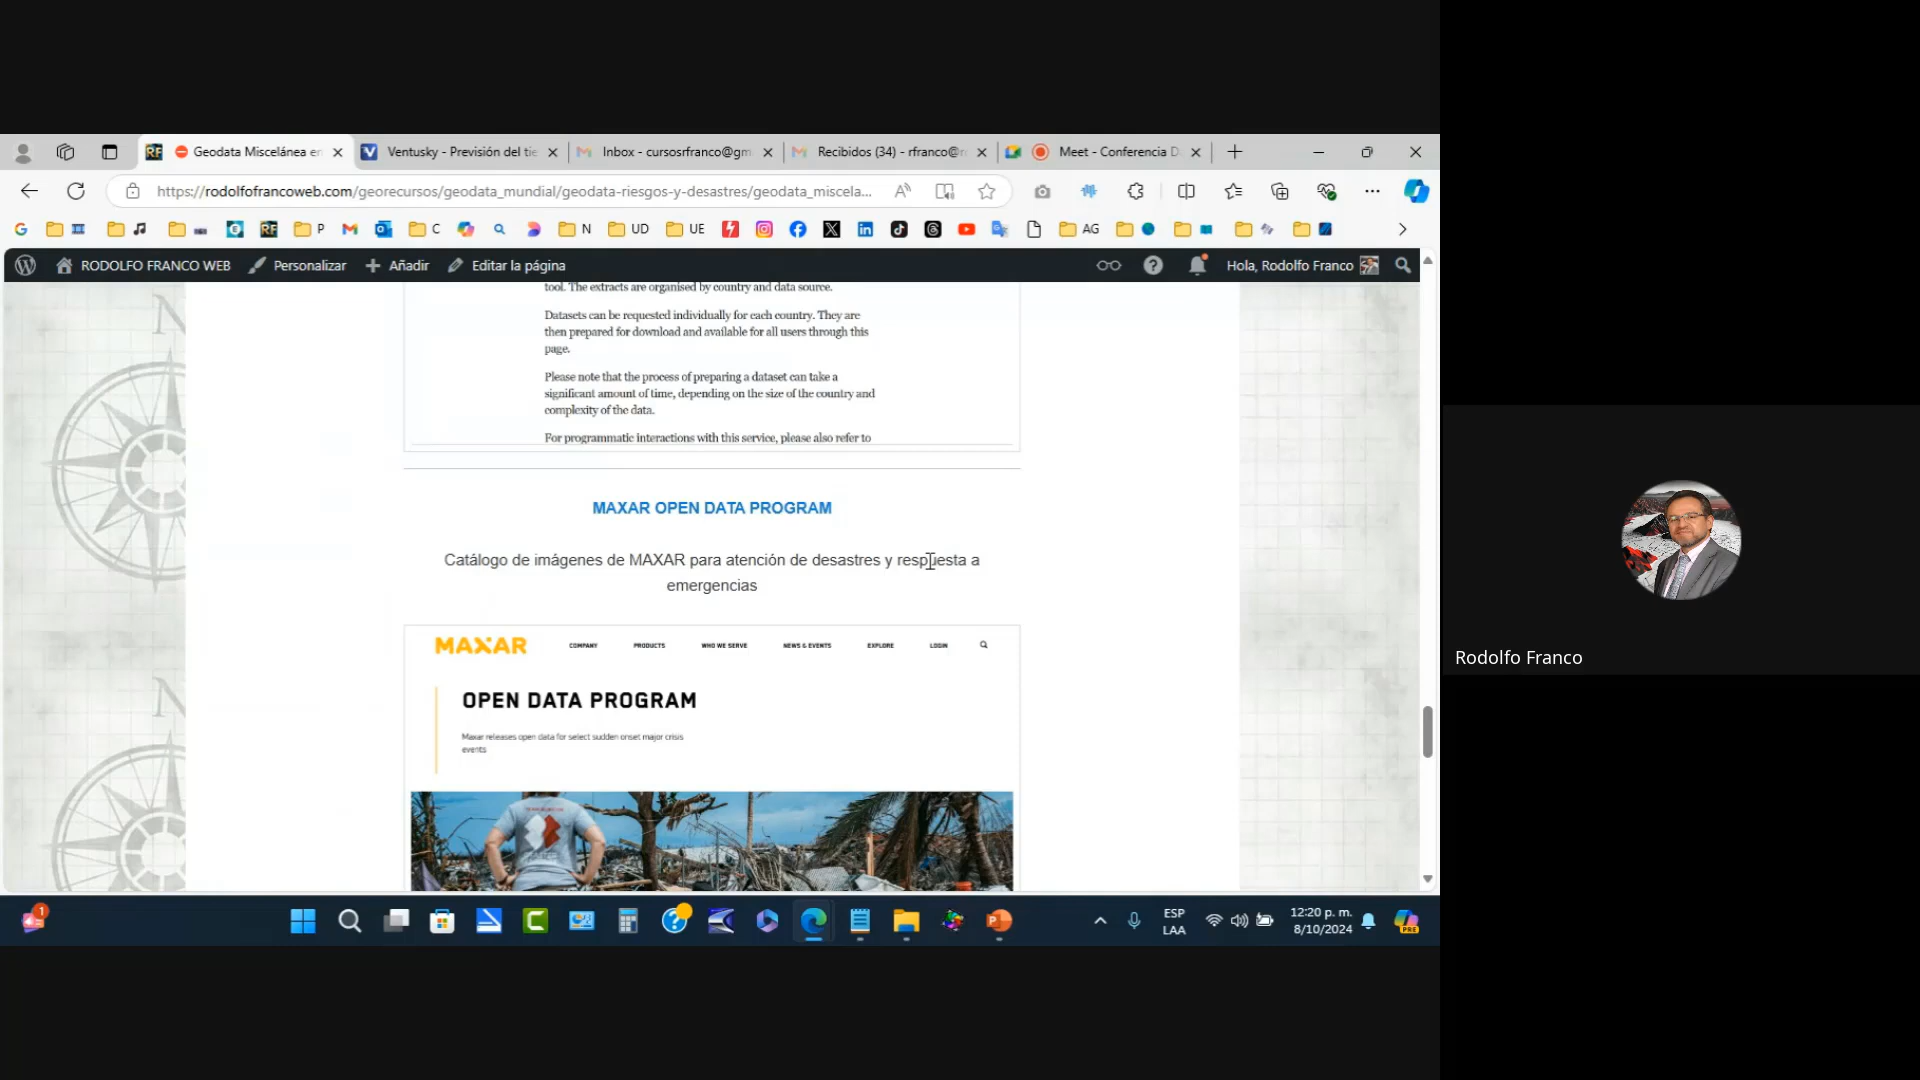 Geodata Miscelánea en
Ventusky - Previsión del tie
Inbox - cursosrfranco@gm
Recibidos (34) - rfranco@
Meet - Conferencia D
https://rodolfofrancoweb.com/georecursos/geodata_mundial/geodata-riesgos-y-desastres/geodata_miscela...
P
C
N
UD
UE
AG
RODOLFO FRANCO WEB
Personalizar
Añadir
Editar la página
Hola, Rodolfo Franco
tool. The extracts are organised by country and data source.
Datasets can be requested individually for each country. They are
then prepared for download and available for all users through this
page.
Please note that the process of preparing a dataset can take a
significant amount of time, depending on the size of the country and
complexity of the data.
For programmatic interactions with this service, please also refer to
MAXAR OPEN DATA PROGRAM
Catálogo de imágenes de MAXAR para atención de desastres y respuesta a
emergencias
MAXAR
COMPANY
PRODUCTS
WHO WE SERVE
NEWS & EVENTS
EXPLORE
LOGIN
OPEN DATA PROGRAM
Maxar releases open data for select sudden onset major crisis
events
Rodolfo Franco
1
ESP
LAA
12:20 p. m.
8/10/2024
PRE